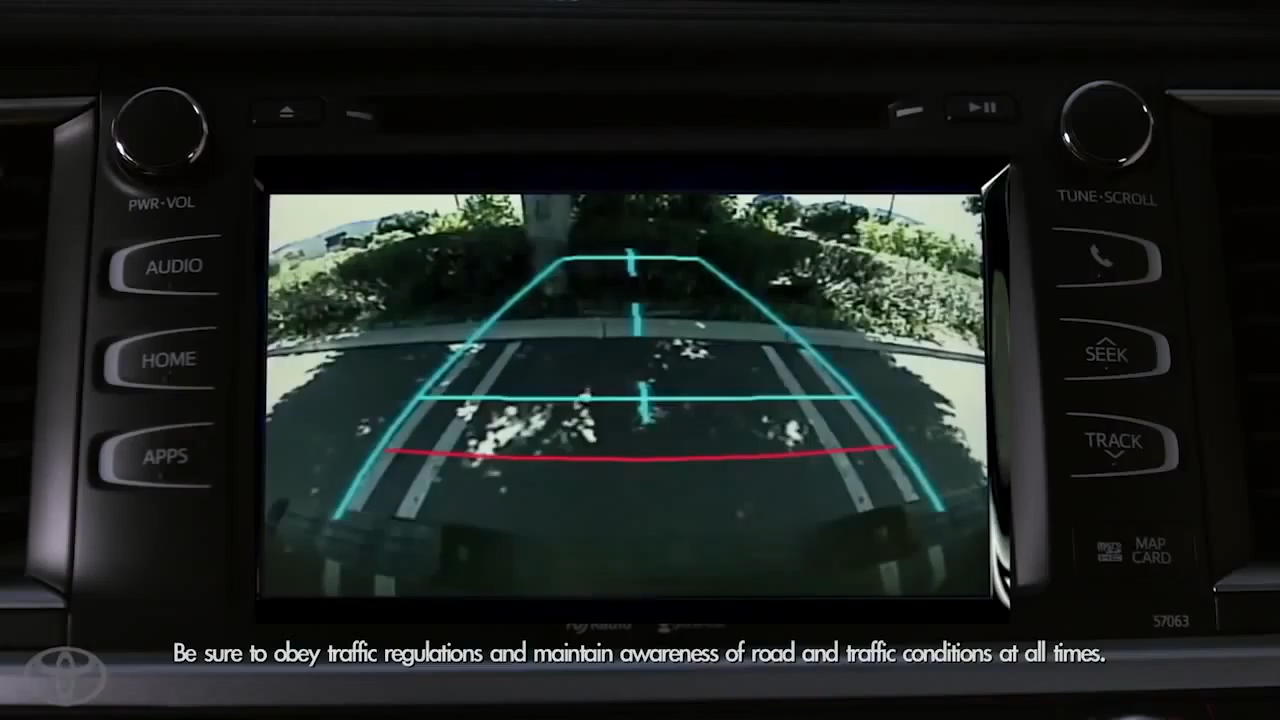 PWR•VOL
AUDIO
HOME
APPS
TUNE•SCROLL
SEEK
TRACK
MAP
CARD
57063
Be sure to obey traffic regulations and maintain awareness of road and traffic conditions at all times.